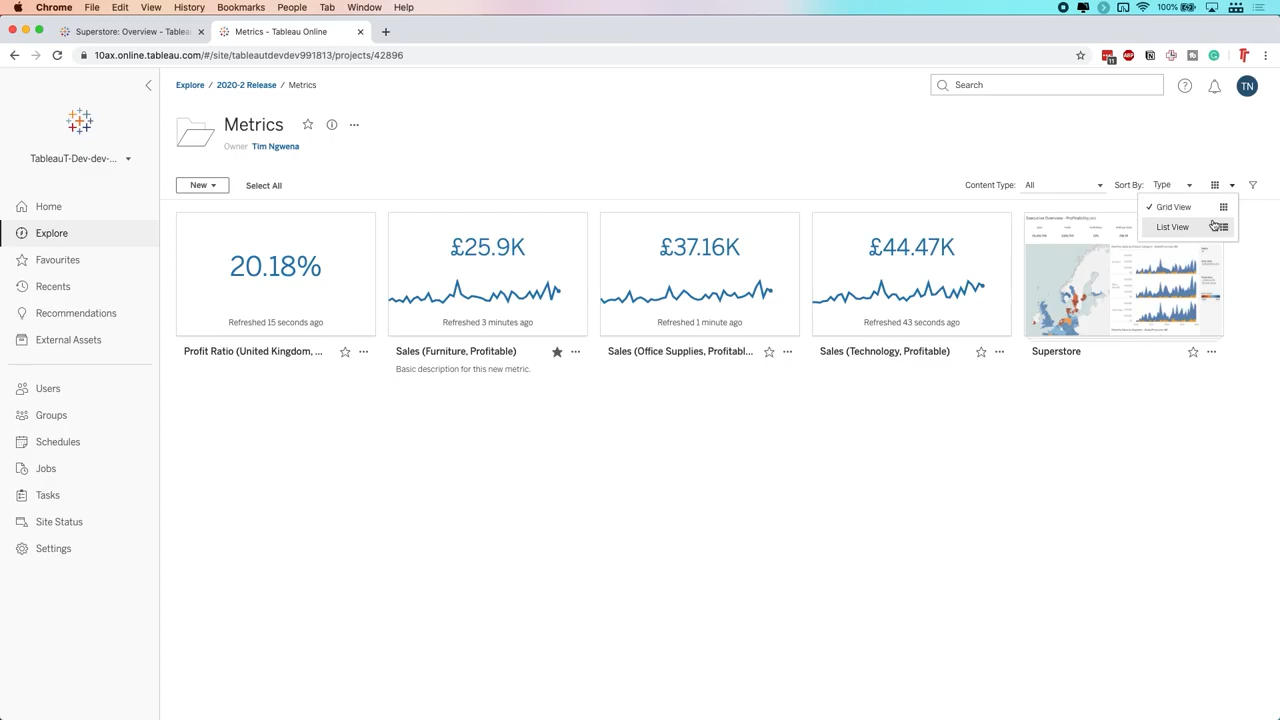 Chrome File Edit View History Bookmarks People Tab Window Help 100%
Superstore: Overview - Tablea
Metrics - Tableau Online
10ax.online.tableau.com/#/site/tableautdevdev991813/projects/42896
11
TableauT-Dev-dev-...
Home
Explore
Favourites
Recents
Recommendations
External Assets
Users
Groups
Schedules
Jobs
Tasks
Site Status
Settings
Explore / 2020-2 Release / Metrics
Search
TN
Metrics
Owner Tim Ngwena
New
Select All
Content Type: All
Sort By: Type
Grid View
List View
20.18%
Refreshed 15 seconds ago
Profit Ratio (United Kingdom, ...
£25.9K
Refreshed 3 minutes ago
Sales (Furniture, Profitable)
Basic description for this new metric.
£37.16K
Refreshed 1 minute ago
Sales (Office Supplies, Profitabl...
£44.47K
Refreshed 43 seconds ago
Sales (Technology, Profitable)
Superstore